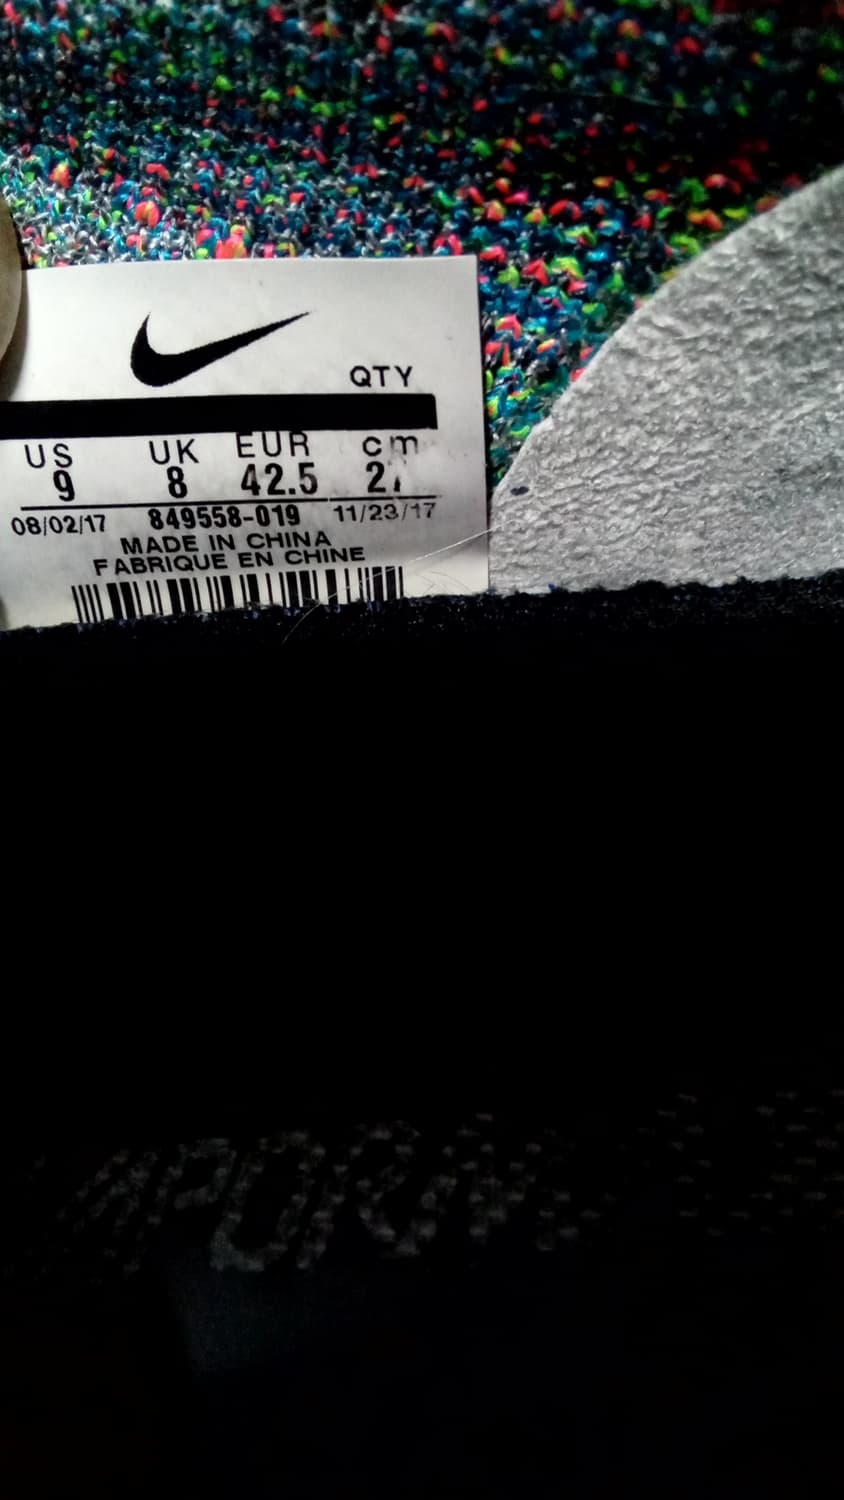 QTY
US UK EUR cm
9 8 42.5
08/02/17 849558-019 11/23/17
MADE IN CHINA
FABRIQUE EN CHINE